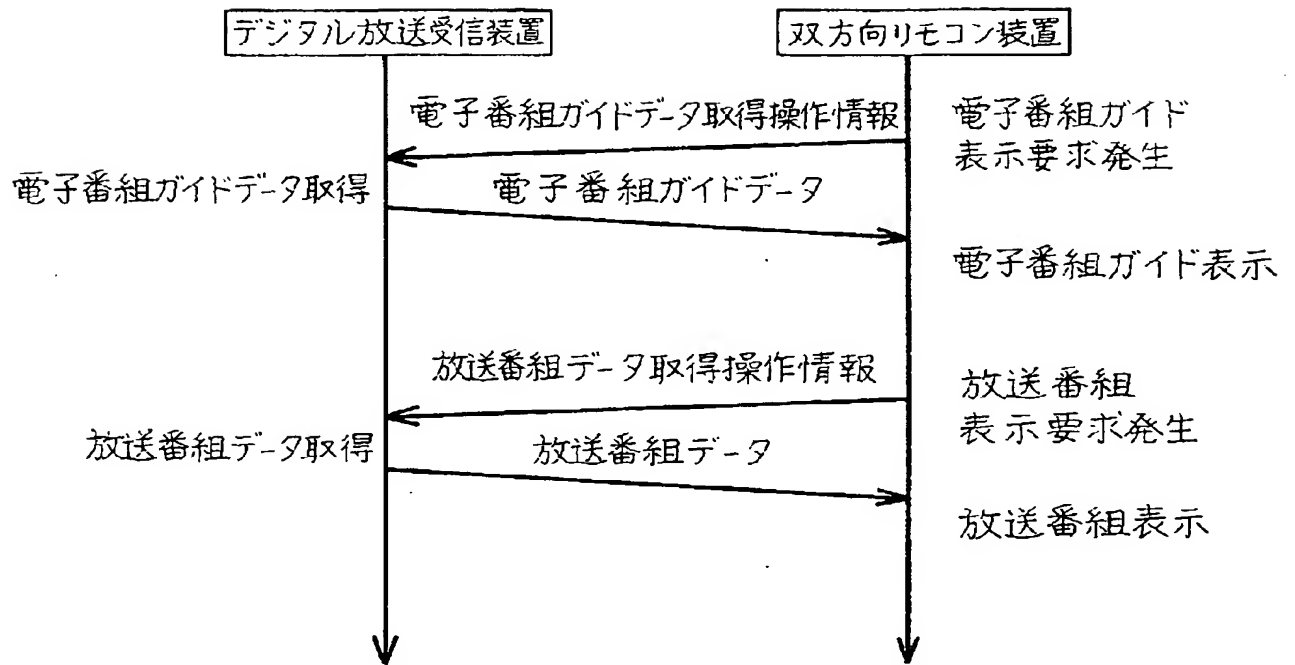 デジタル放送受信装置
双方向リモコン装置
電子番組ガイドデータ取得操作情報
電子番組ガイド
表示要求発生
電子番組ガイドデータ取得
電子番組ガイドデータ
電子番組ガイド表示
放送番組データ取得操作情報
放送番組
表示要求発生
放送番組データ取得
放送番組データ
放送番組表示